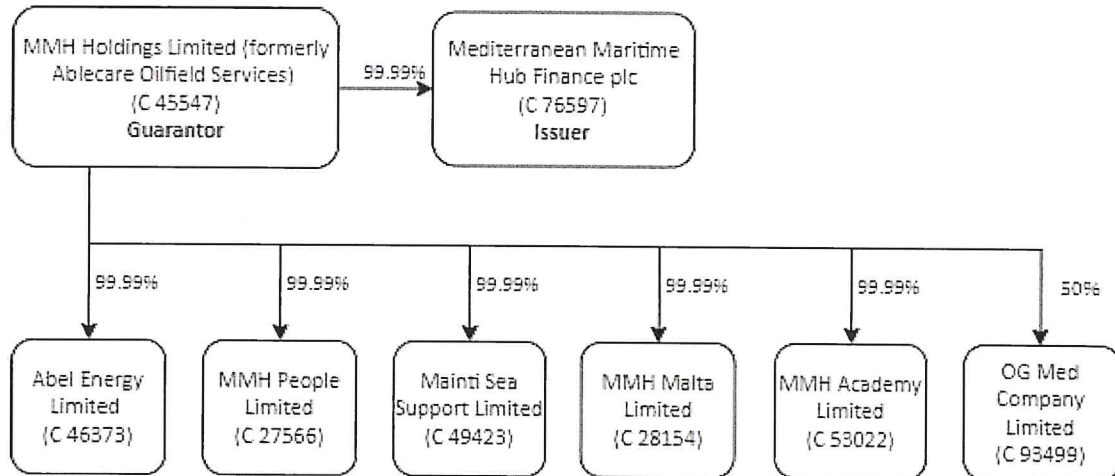 MMH Holdings Limited (formerly
Ablecare Oilfield Services)
(C 45547)
Guarantor
99.99%
Mediterranean Maritime
Hub Finance plc
(C 76597)
Issuer
99.99%
99.99%
99.99%
99.99%
99.99%
50%
Abel Energy
Limited
(C 46373)
MMH People
Limited
(C 27566)
Mainti Sea
Support Limited
(C 49423)
MMH Malta
Limited
(C 28154)
MMH Academy
Limited
(C 53022)
OG Med
Company
Limited
(C 93499)